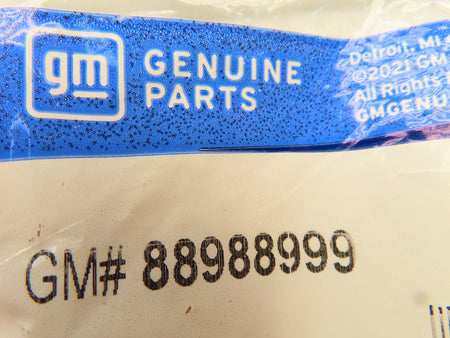 gm
GENUINE
PARTS
Detroit, MI
©2021 GM
All Rights
GMGENU
GM# 88988999